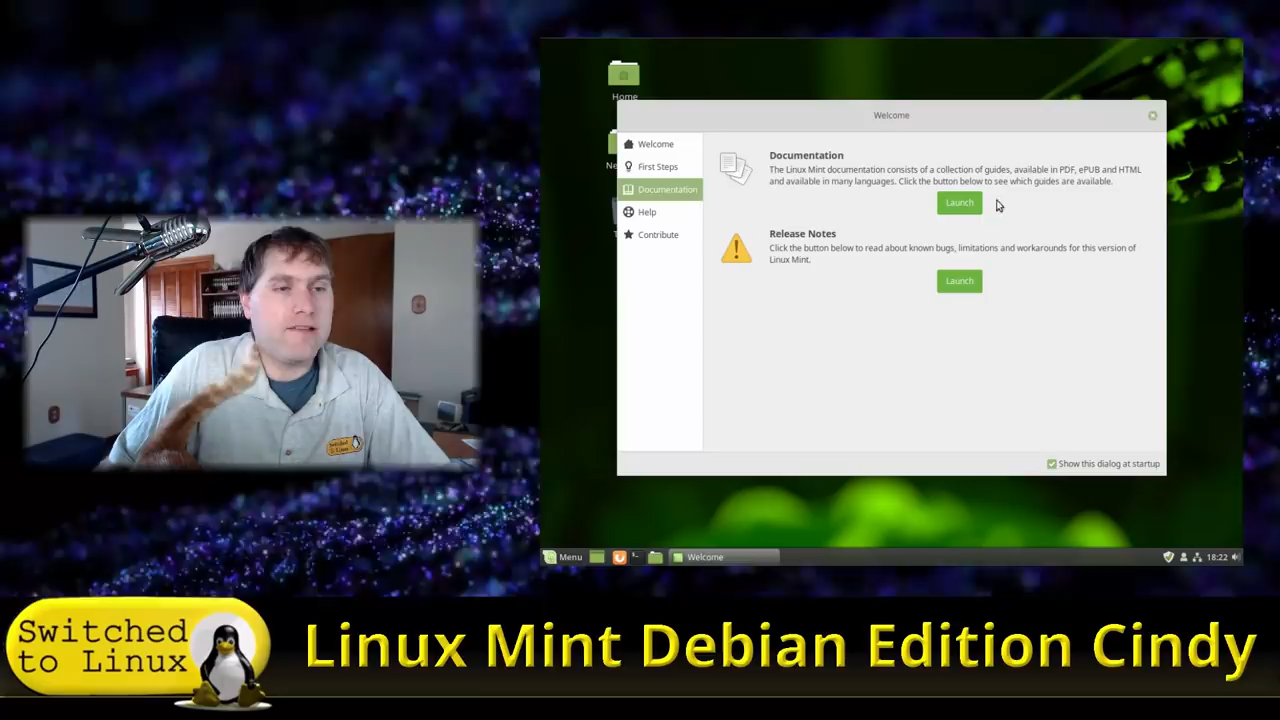 Home
Ne
Welcome
Welcome
First Steps
Documentation
Help
Contribute
Documentation
The Linux Mint documentation consists of a collection of guides, available in PDF, ePUB and HTML
and available in many languages. Click the button below to see which guides are available.
Launch
Release Notes
Click the button below to read about known bugs, limitations and workarounds for this version of
Linux Mint.
Launch
Show this dialog at startup
Menu
Welcome
18:22
Switched
to Linux
Switched
to Linux
Linux Mint Debian Edition Cindy